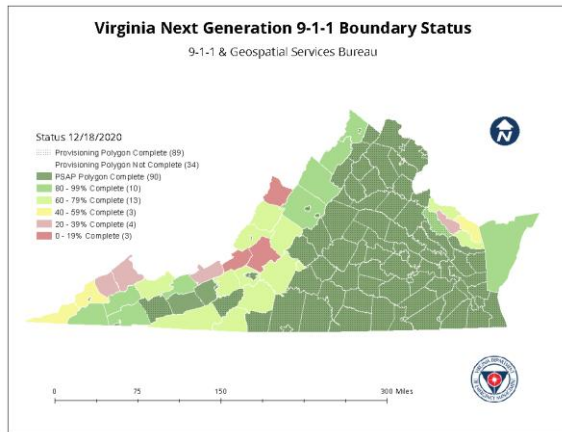 Virginia Next Generation 9-1-1 Boundary Status
9-1-1 & Geospatial Services Bureau
Status 12/18/2020
Provisioning Polygon Complete (89)
Provisioning Polygon Not Complete (34)
PSAP Polygon Complete (90)
80 - 99% Complete (10)
60 - 79% Complete (13)
40 - 59% Complete (3)
20 - 39% Complete (4)
0 - 19% Complete (3)
N
0 75 150 300 Miles